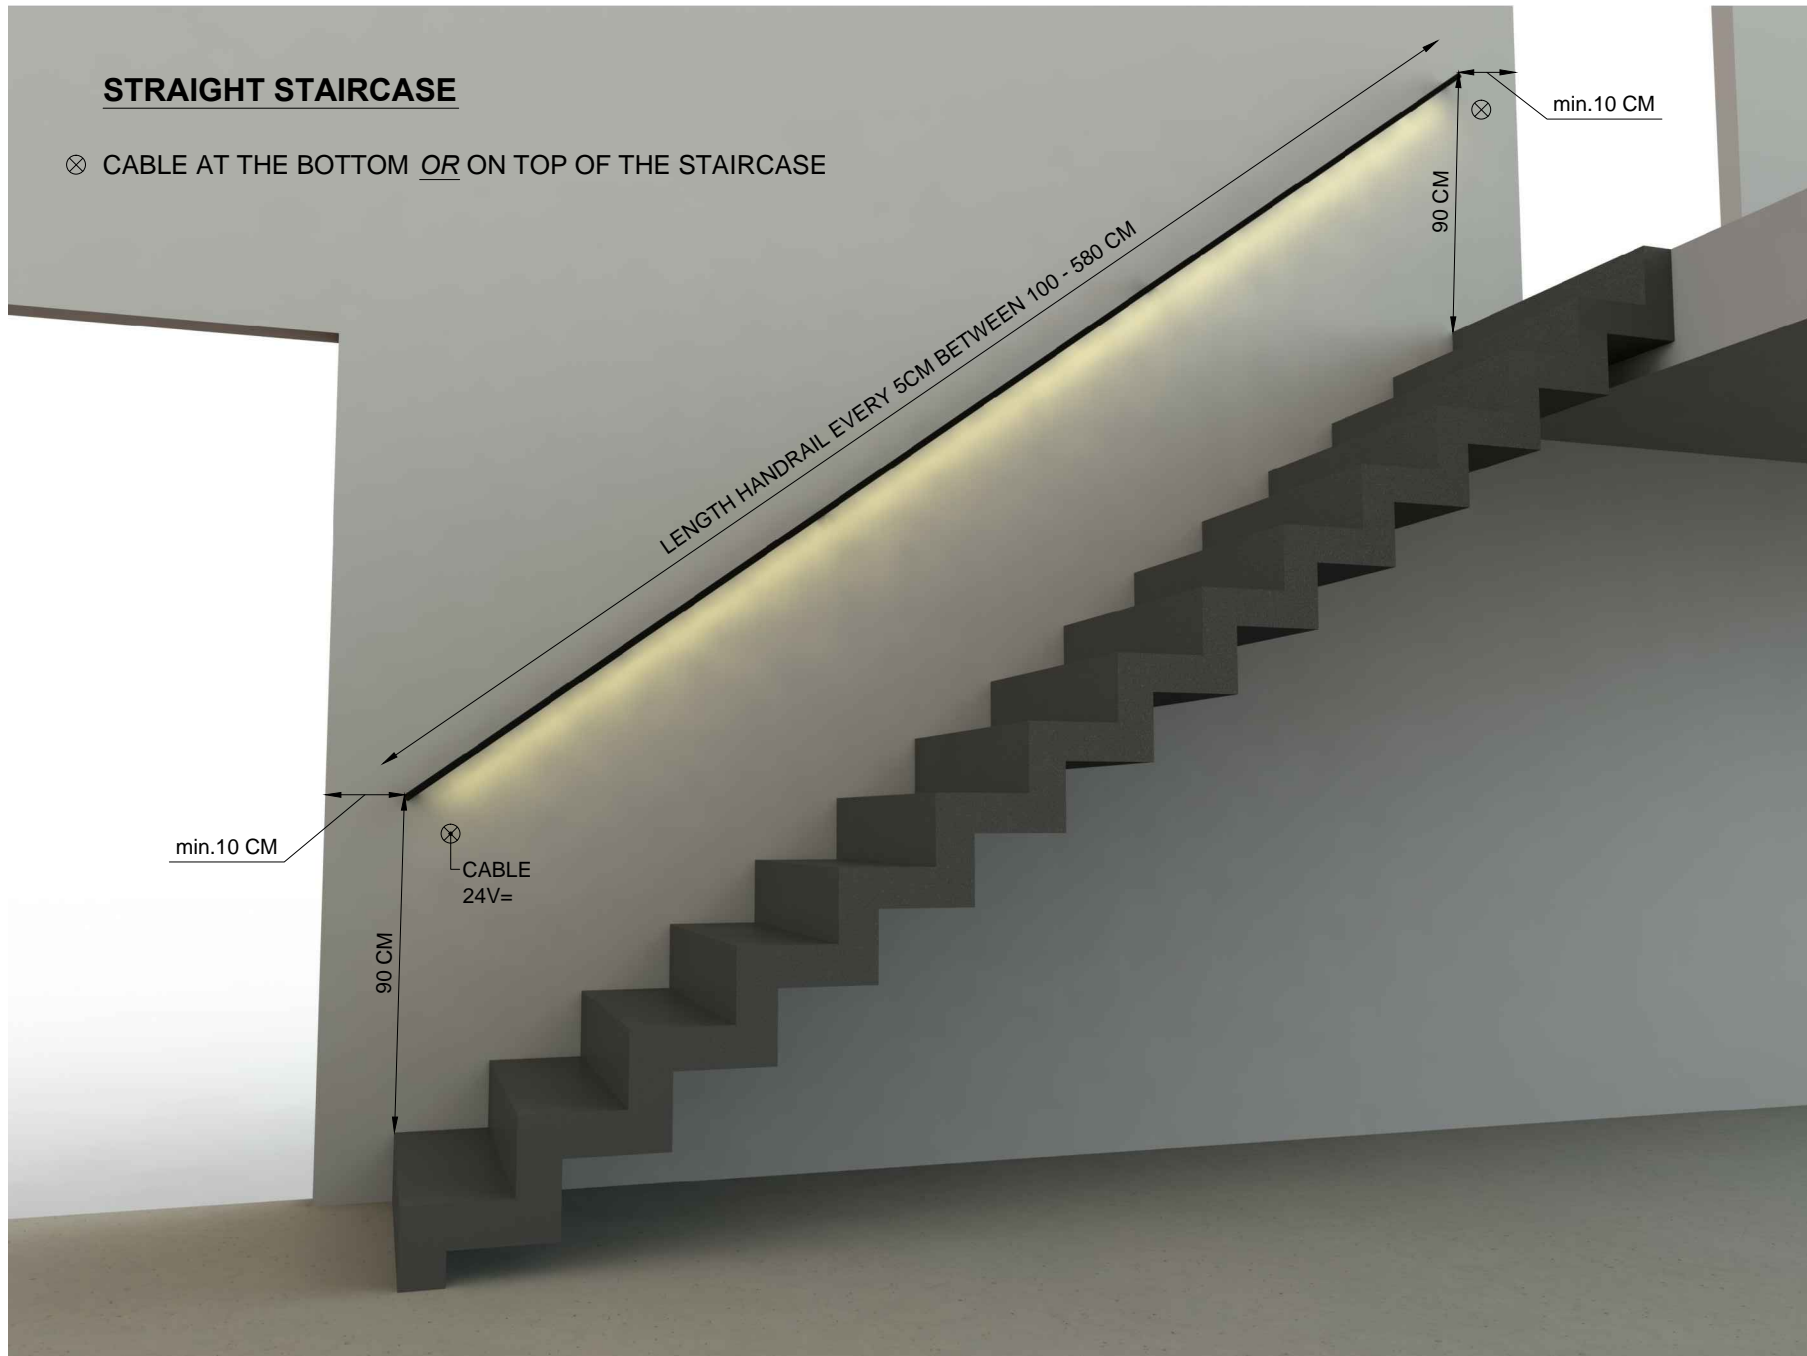 STRAIGHT STAIRCASE
⊗ CABLE AT THE BOTTOM OR ON TOP OF THE STAIRCASE
min.10 CM
90 CM
LENGTH HANDRAIL EVERY 5CM BETWEEN 100 - 580 CM
min.10 CM
CABLE
24V=
90 CM